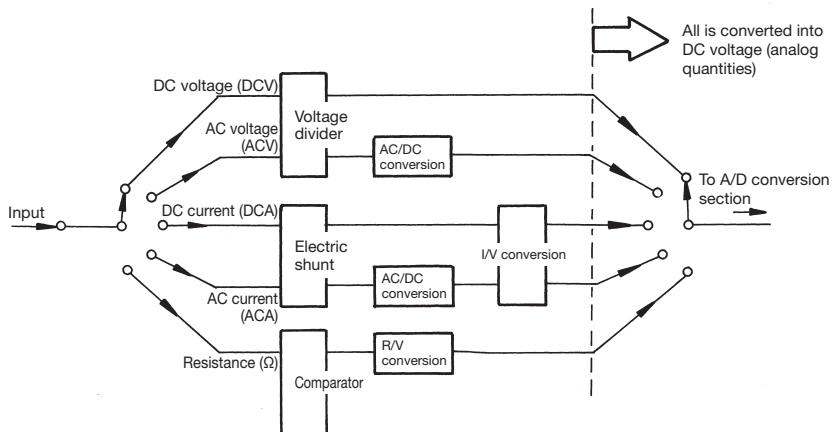 All is converted into
DC voltage (analog
quantities)
DC voltage (DCV)
Voltage
divider
AC voltage
(ACV)
AC/DC
conversion
To A/D conversion
section
Input
DC current (DCA)
Electric
shunt
I/V conversion
AC/DC
conversion
AC current
(ACA)
R/V
conversion
Resistance (Ω)
Comparator